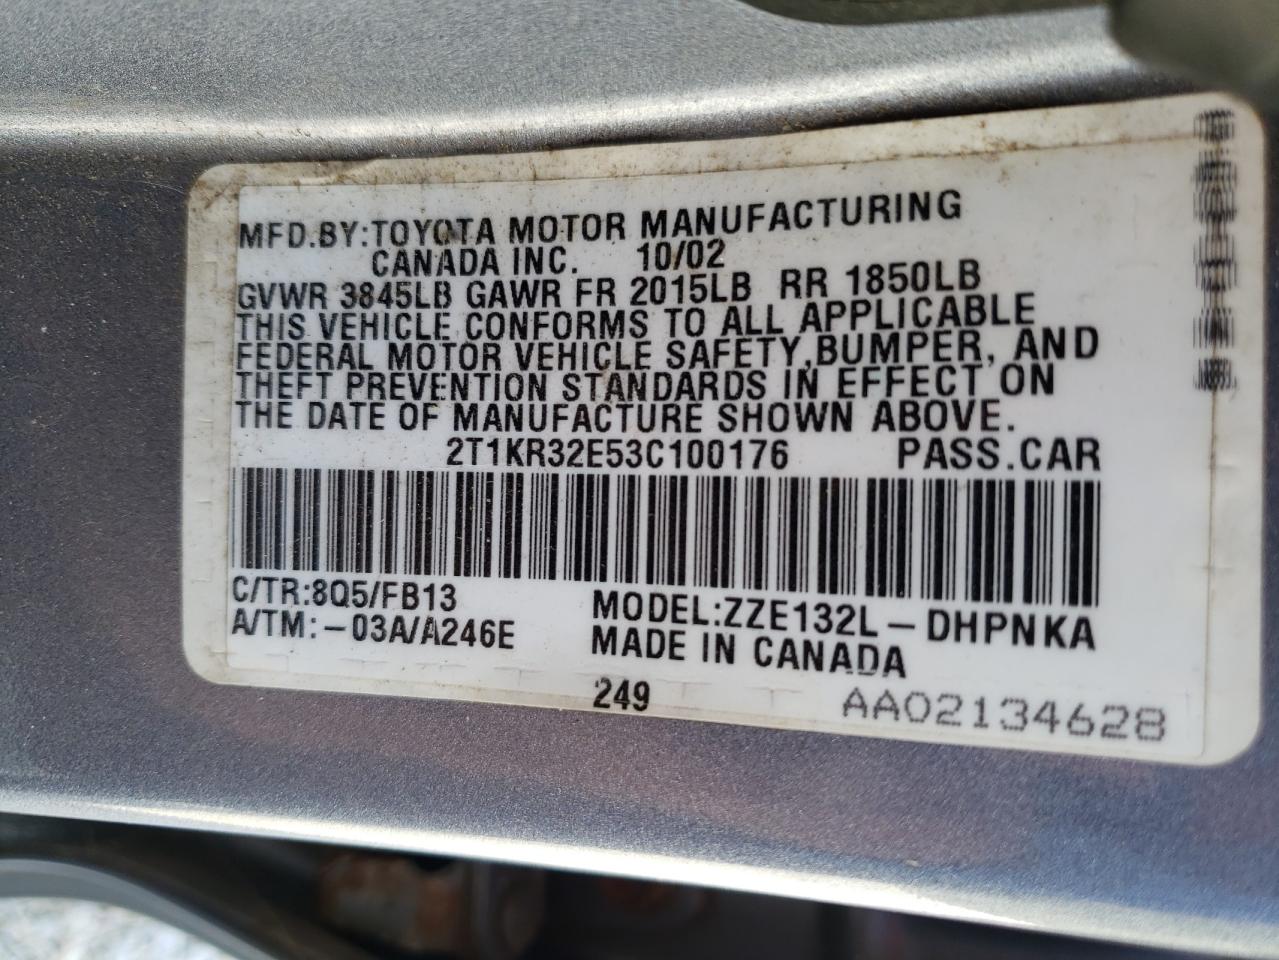 MFD.BY:TOYOTA MOTOR MANUFACTURING
CANADA INC. 10/02
GVWR 3845LB GAWR FR 2015LB RR 1850LB
THIS VEHICLE CONFORMS TO ALL APPLICABLE
FEDERAL MOTOR VEHICLE SAFETY,BUMPER, AND
THEFT PREVENTION STANDARDS IN EFFECT ON
THE DATE OF MANUFACTURE SHOWN ABOVE.
2T1KR32E53C100176 PASS.CAR
C/TR:8Q5/FB13
A/TM:-03A/A246E
MODEL:ZZE132L-DHPNKA
MADE IN CANADA
249
AA02134628